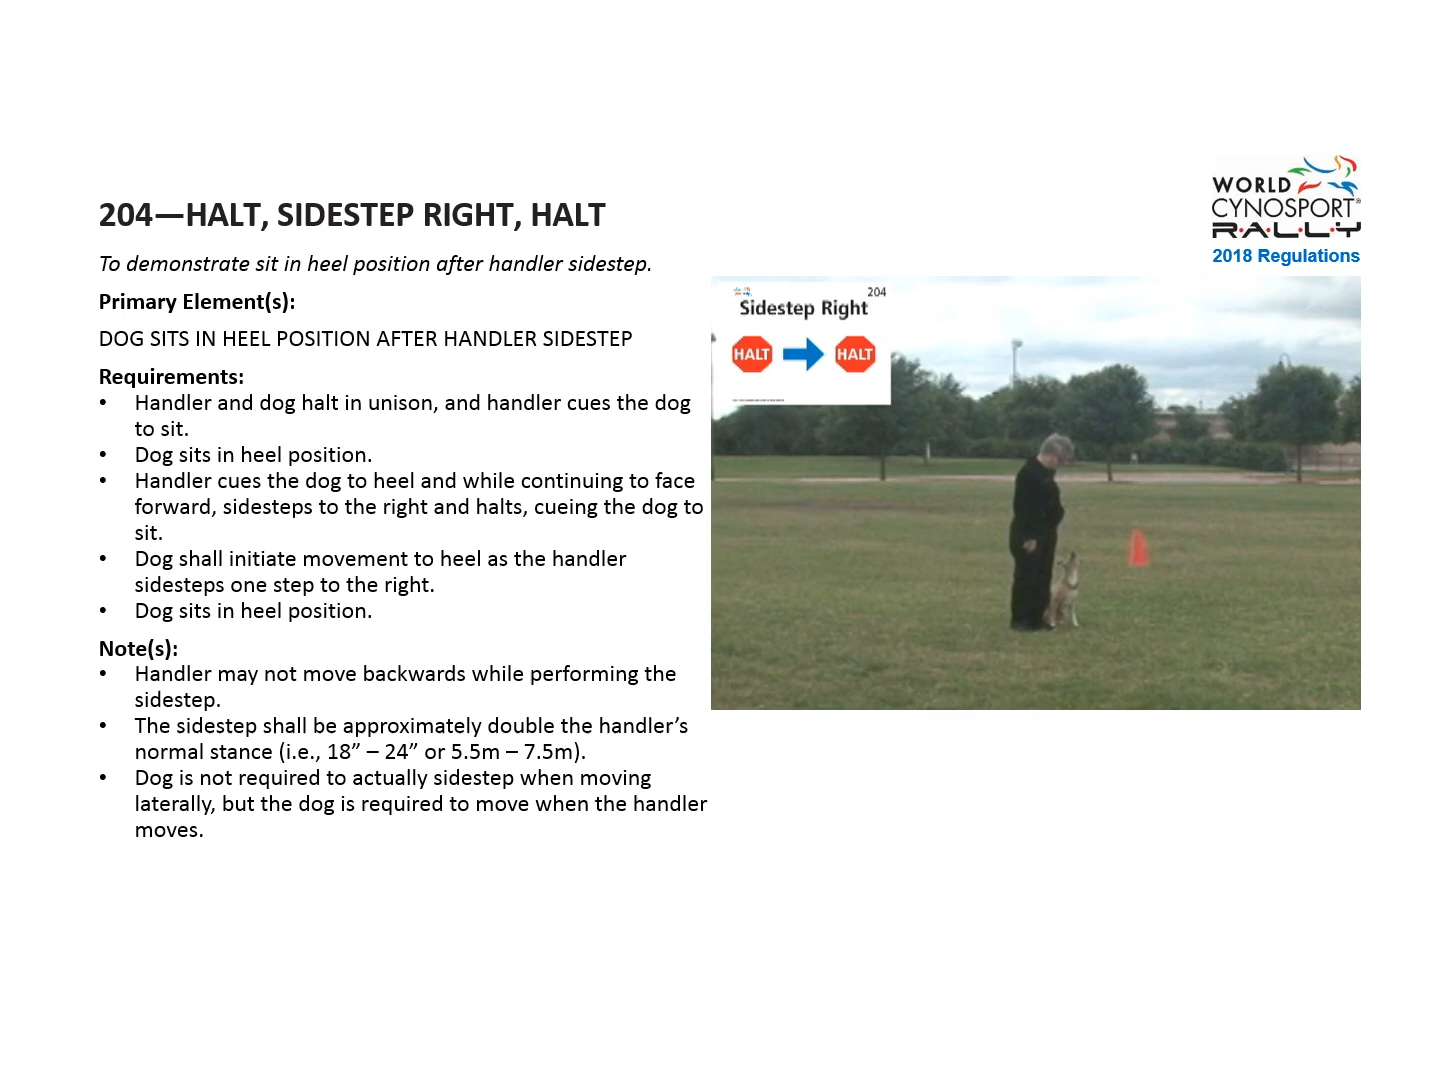 WORLD
CYNOSPORT®
R•A•L•L•Y
2018 Regulations
204—HALT, SIDESTEP RIGHT, HALT
To demonstrate sit in heel position after handler sidestep.
Primary Element(s):
DOG SITS IN HEEL POSITION AFTER HANDLER SIDESTEP
Requirements:
• Handler and dog halt in unison, and handler cues the dog
to sit.
• Dog sits in heel position.
• Handler cues the dog to heel and while continuing to face
forward, sidesteps to the right and halts, cueing the dog to
sit.
• Dog shall initiate movement to heel as the handler
sidesteps one step to the right.
• Dog sits in heel position.
Note(s):
• Handler may not move backwards while performing the
sidestep.
• The sidestep shall be approximately double the handler’s
normal stance (i.e., 18” – 24” or 5.5m – 7.5m).
• Dog is not required to actually sidestep when moving
laterally, but the dog is required to move when the handler
moves.
204
Sidestep Right
HALT HALT